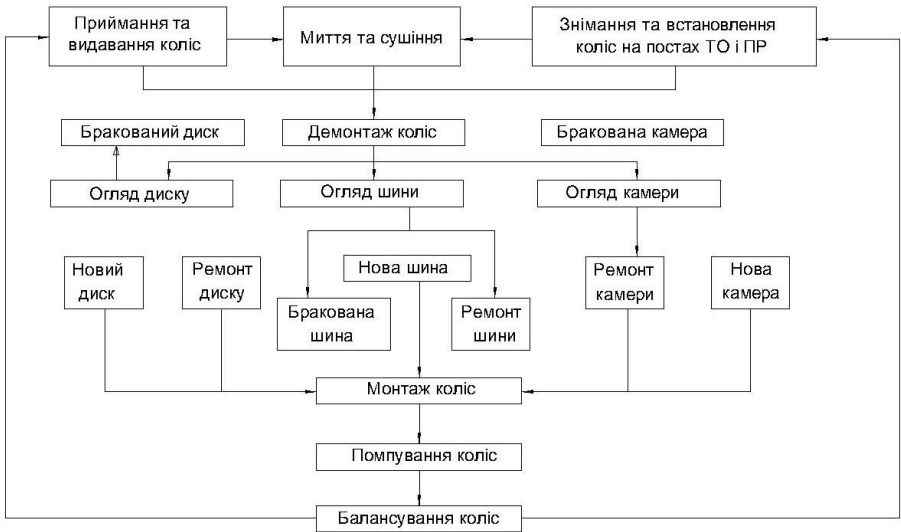 Приймання та
видавання коліс
Миття та сушіння
Знімання та встановлення
коліс на постах ТО і ПР
Бракований диск
Демонтаж коліс
Бракована камера
Огляд диску
Огляд шини
Огляд камери
Новий
диск
Ремонт
диску
Нова шина
Ремонт
камери
Нова
камера
Бракована
шина
Ремонт
шини
Монтаж коліс
Помпування коліс
Балансування коліс